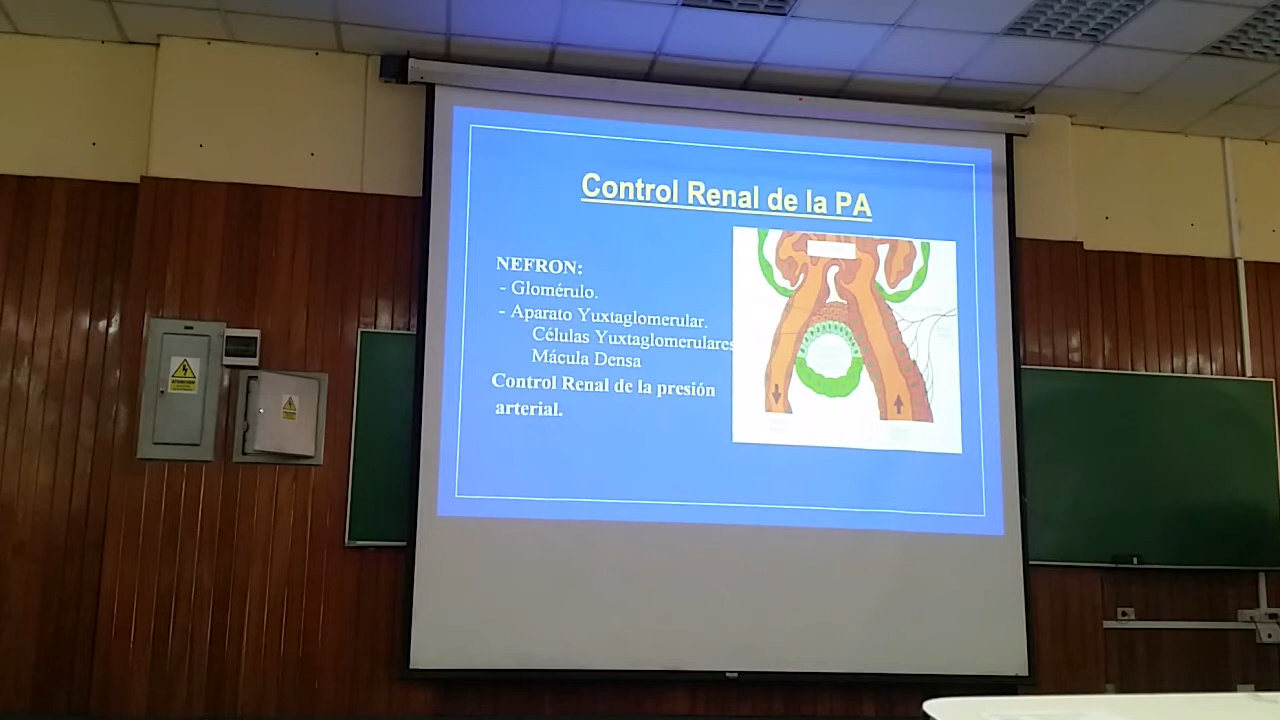 Control Renal de la PA
NEFRON:
- Glomérulo.
- Aparato Yuxtaglomerular.
Células Yuxtaglomerulares
Mácula Densa
Control Renal de la presión
arterial.